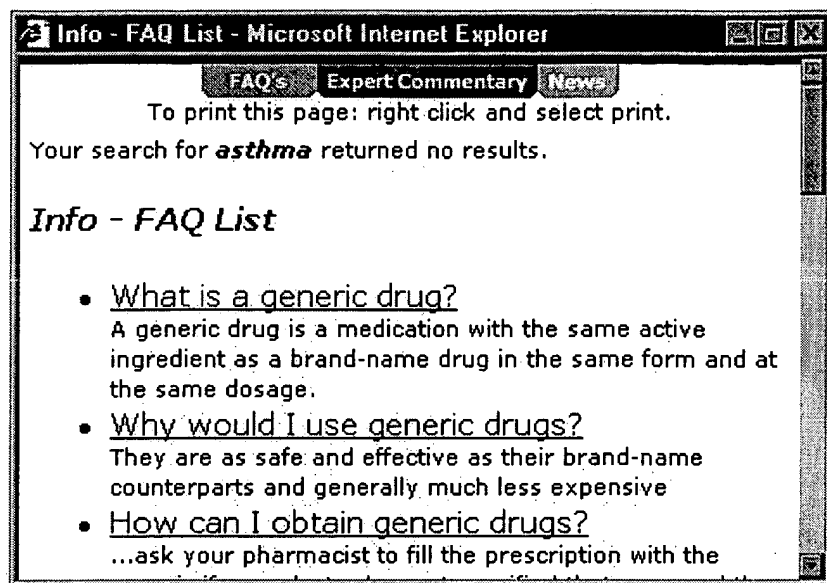 Info - FAQ List - Microsoft Internet Explorer
FAQ's Expert Commentary News
To print this page: right click and select print.
Your search for asthma returned no results.
Info - FAQ List
• What is a generic drug?
A generic drug is a medication with the same active
ingredient as a brand-name drug in the same form and at
the same dosage.
• Why would I use generic drugs?
They are as safe and effective as their brand-name
counterparts and generally much less expensive
• How can I obtain generic drugs?
...ask your pharmacist to fill the prescription with the